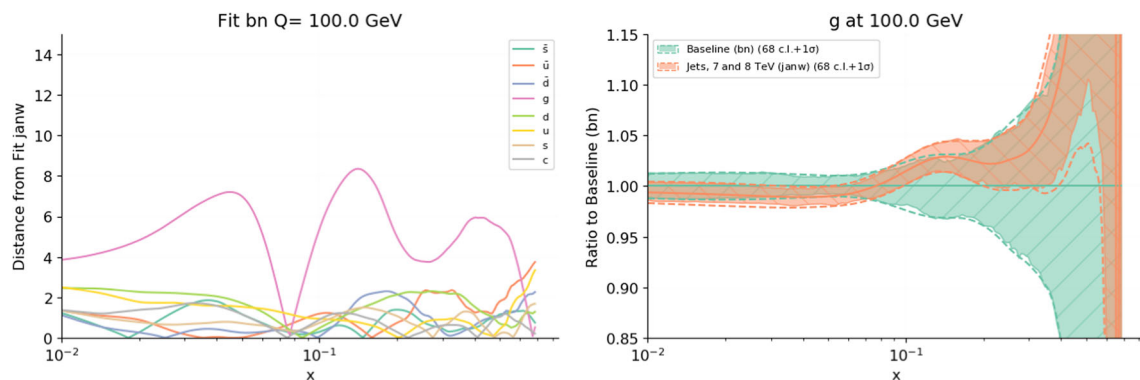 Fit bn Q= 100.0 GeV
Distance from Fit janw
14
12
10
8
6
4
2
0
s̄
ū
d̄
g
d
u
s
c
10⁻²
10⁻¹
x
g at 100.0 GeV
Ratio to Baseline (bn)
1.15
1.10
1.05
1.00
0.95
0.90
0.85
Baseline (bn) (68 c.l.+1σ)
Jets, 7 and 8 TeV (janw) (68 c.l.+1σ)
10⁻²
10⁻¹
x